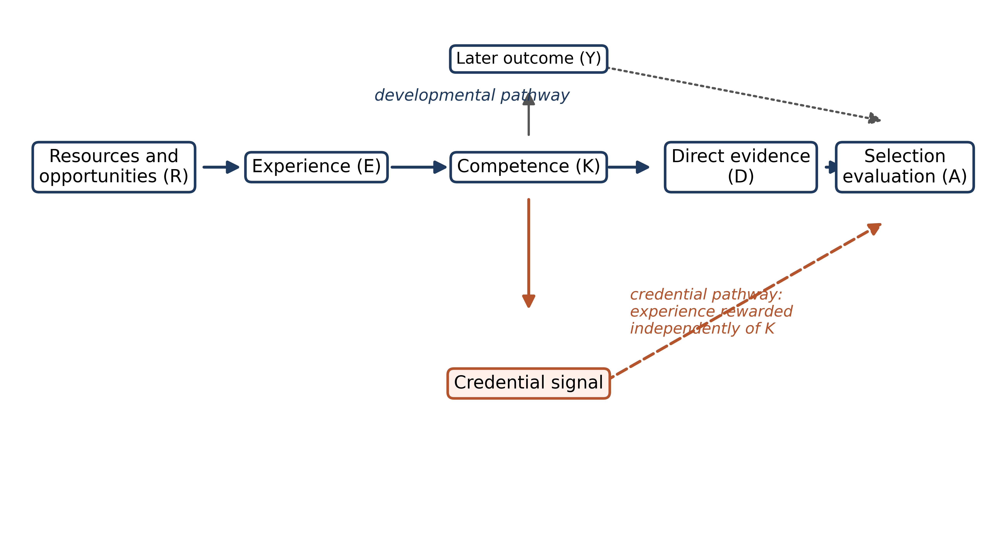 Later outcome (Y)
developmental pathway
Resources and
opportunities (R)
Experience (E)
Competence (K)
Direct evidence
(D)
Selection
evaluation (A)
credential pathway:
experience rewarded
independently of K
Credential signal